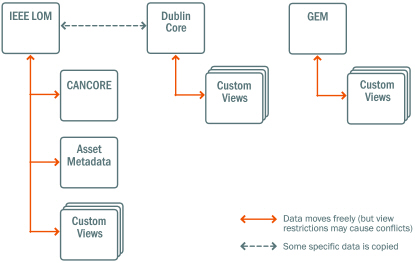 IEEE LOM
Dublin
Core
GEM
CANCORE
Custom
Views
Custom
Views
Asset
Metadata
Custom
Views
Data moves freely (but view
restrictions may cause conflicts)
Some specific data is copied